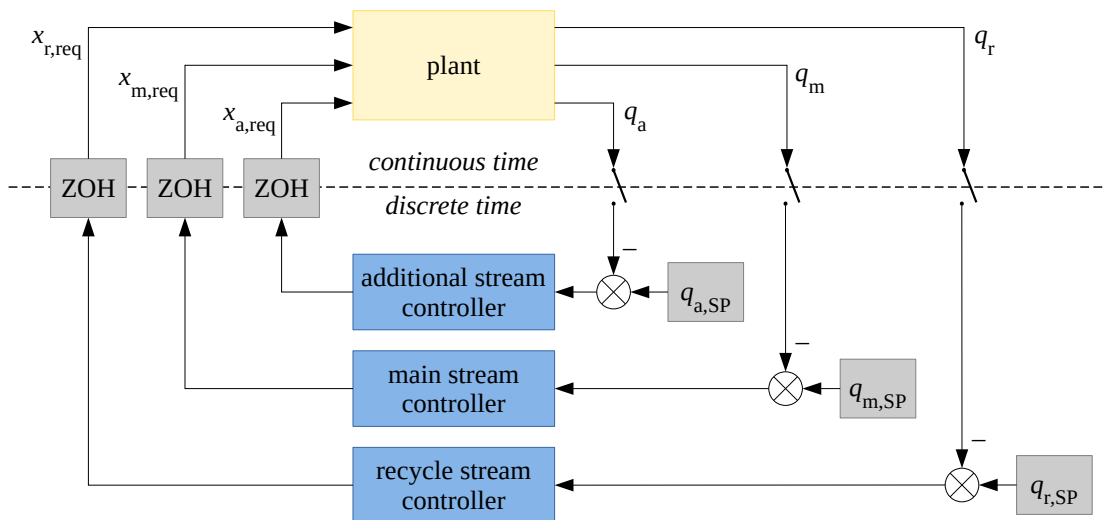 x_r,req
x_m,req
x_a,req
plant
q_r
q_m
q_a
continuous time
ZOH
ZOH
ZOH
discrete time
−
additional stream
controller
q_a,SP
−
main stream
controller
q_m,SP
−
recycle stream
controller
q_r,SP